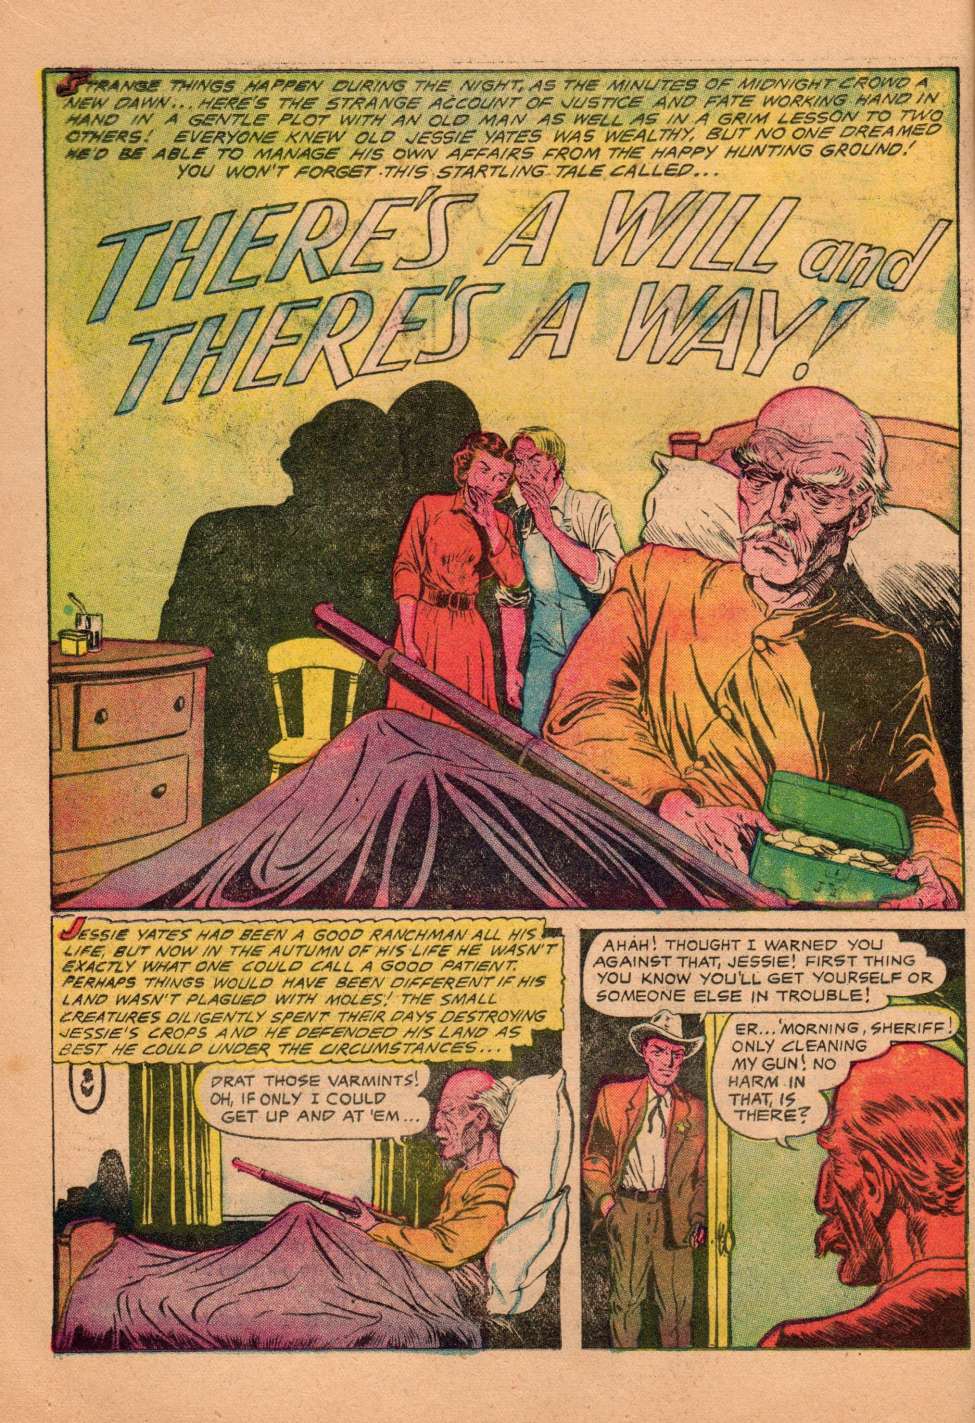 STRANGE THINGS HAPPEN DURING THE NIGHT, AS THE MINUTES OF MIDNIGHT CROWD A
NEW DAWN... HERE'S THE STRANGE ACCOUNT OF JUSTICE AND FATE WORKING HAND IN
HAND IN A GENTLE PLOT WITH AN OLD MAN AS WELL AS IN A GRIM LESSON TO TWO
OTHERS! EVERYONE KNEW OLD JESSIE YATES WAS WEALTHY, BUT NO ONE DREAMED
HE'D BE ABLE TO MANAGE HIS OWN AFFAIRS FROM THE HAPPY HUNTING GROUND!
YOU WON'T FORGET THIS STARTLING TALE CALLED...
THERE'S A WILL and
THERE'S A WAY!
JESSIE YATES HAD BEEN A GOOD RANCHMAN ALL HIS
LIFE, BUT NOW IN THE AUTUMN OF HIS LIFE HE WASN'T
EXACTLY WHAT ONE COULD CALL A GOOD PATIENT.
PERHAPS THINGS WOULD HAVE BEEN DIFFERENT IF HIS
LAND WASN'T PLAGUED WITH MOLES! THE SMALL
CREATURES DILIGENTLY SPENT THEIR DAYS DESTROYING
JESSIE'S CROPS AND HE DEFENDED HIS LAND AS
BEST HE COULD UNDER THE CIRCUMSTANCES...
DRAT THOSE VARMINTS!
OH, IF ONLY I COULD
GET UP AND AT 'EM...
AHAH! THOUGHT I WARNED YOU
AGAINST THAT, JESSIE! FIRST THING
YOU KNOW YOU'LL GET YOURSELF OR
SOMEONE ELSE IN TROUBLE!
ER... 'MORNING, SHERIFF!
ONLY CLEANING
MY GUN! NO
HARM IN
THAT, IS
THERE?